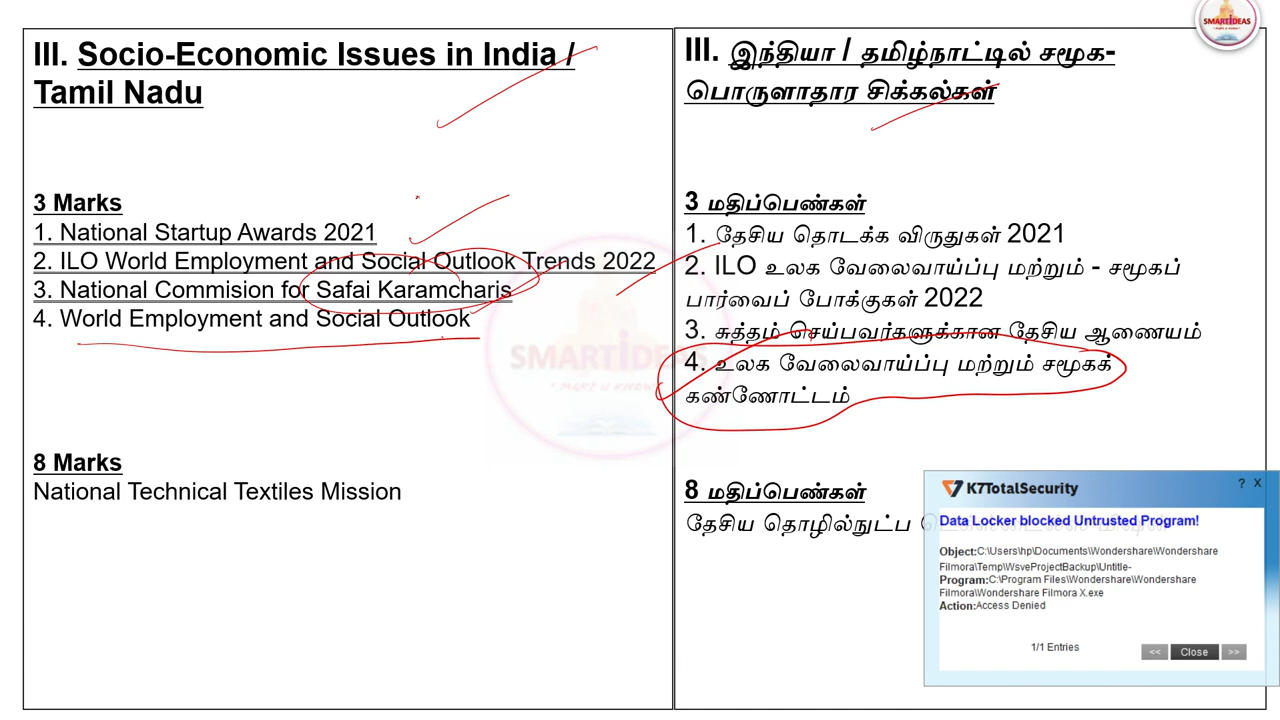 SMARTIDEAS
III. Socio-Economic Issues in India /
Tamil Nadu
3 Marks
1. National Startup Awards 2021
2. ILO World Employment and Social Outlook Trends 2022
3. National Commision for Safai Karamcharis
4. World Employment and Social Outlook
8 Marks
National Technical Textiles Mission
III. இந்தியா / தமிழ்நாட்டில் சமூக-
பொருளாதார சிக்கல்கள்
3 மதிப்பெண்கள்
1. தேசிய தொடக்க விருதுகள் 2021
2. ILO உலக வேலைவாய்ப்பு மற்றும் - சமூகப்
பார்வைப் போக்குகள் 2022
3. சுத்தம் செய்பவர்களுக்கான தேசிய ஆணையம்
4. உலக வேலைவாய்ப்பு மற்றும் சமூகக்
கண்ணோட்டம்
8 மதிப்பெண்கள்
தேசிய தொழில்நுட்ப
SMARTIDEAS
" MAKE U KNOW "
K7TotalSecurity
? X
Data Locker blocked Untrusted Program!
Object:C:\Users\hp\Documents\Wondershare\Wondershare
Filmora\Temp\WsveProjectBackup\Untitle-
Program:C:\Program Files\Wondershare\Wondershare
Filmora\Wondershare Filmora X.exe
Action:Access Denied
1/1 Entries
<< Close >>